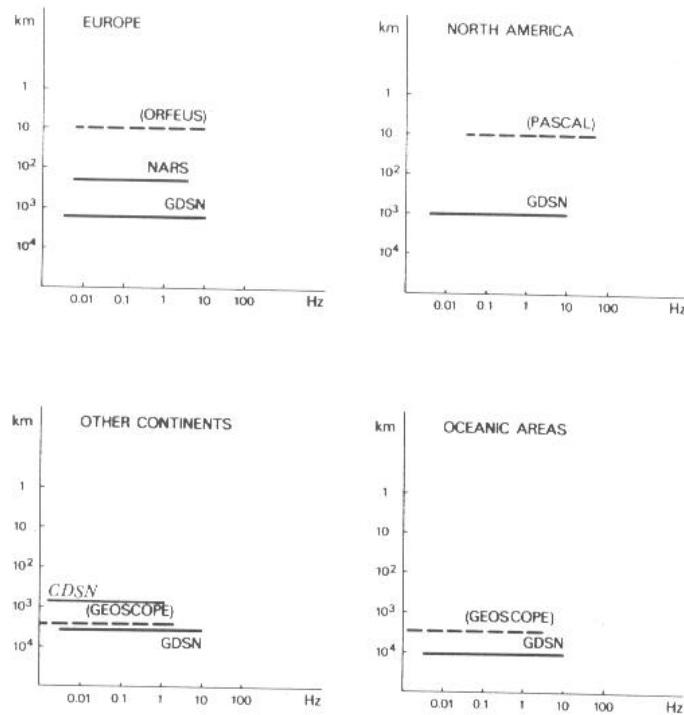 km EUROPE
1
(ORFEUS)
10
10²
NARS
10³
GDSN
10⁴
0.01 0.1 1 10 100 Hz
km NORTH AMERICA
1
(PASCAL)
10
10²
GDSN
10³
10⁴
0.01 0.1 1 10 100 Hz
km OTHER CONTINENTS
1
10
10²
CDSN
10³
(GEOSCOPE)
GDSN
10⁴
0.01 0.1 1 10 100 Hz
km OCEANIC AREAS
1
10
10²
10³
(GEOSCOPE)
GDSN
10⁴
0.01 0.1 1 10 100 Hz